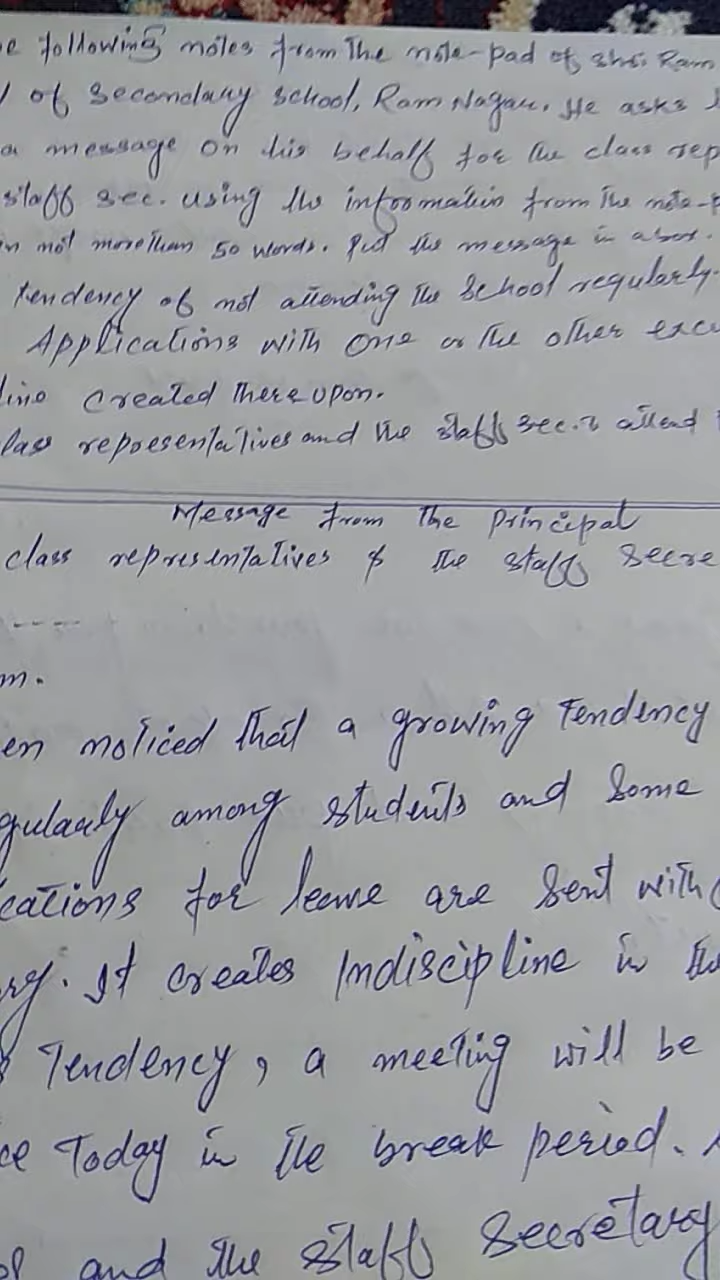 e following notes from The note-pad of Shri Ram
of Secondary School, Ram Nagar. He asks
a message on his behalf for the class rep
staff sec. using the information from The note-p
in not more Than 50 words. Put the message in a box.
tendency of not attending The School regularly.
Applications with one or The other excu
line created Thereupon.
lass representatives and the staff sec. to attend
Message from The principal
class representatives & The staff Secre
m.
en noticed that a growing Tendency
gularly among students and Some
cations for leave are Sent with
ry. It creates Indiscipline in the
Tendency, a meeting will be
ce Today in the break period.
and the staff Secretary